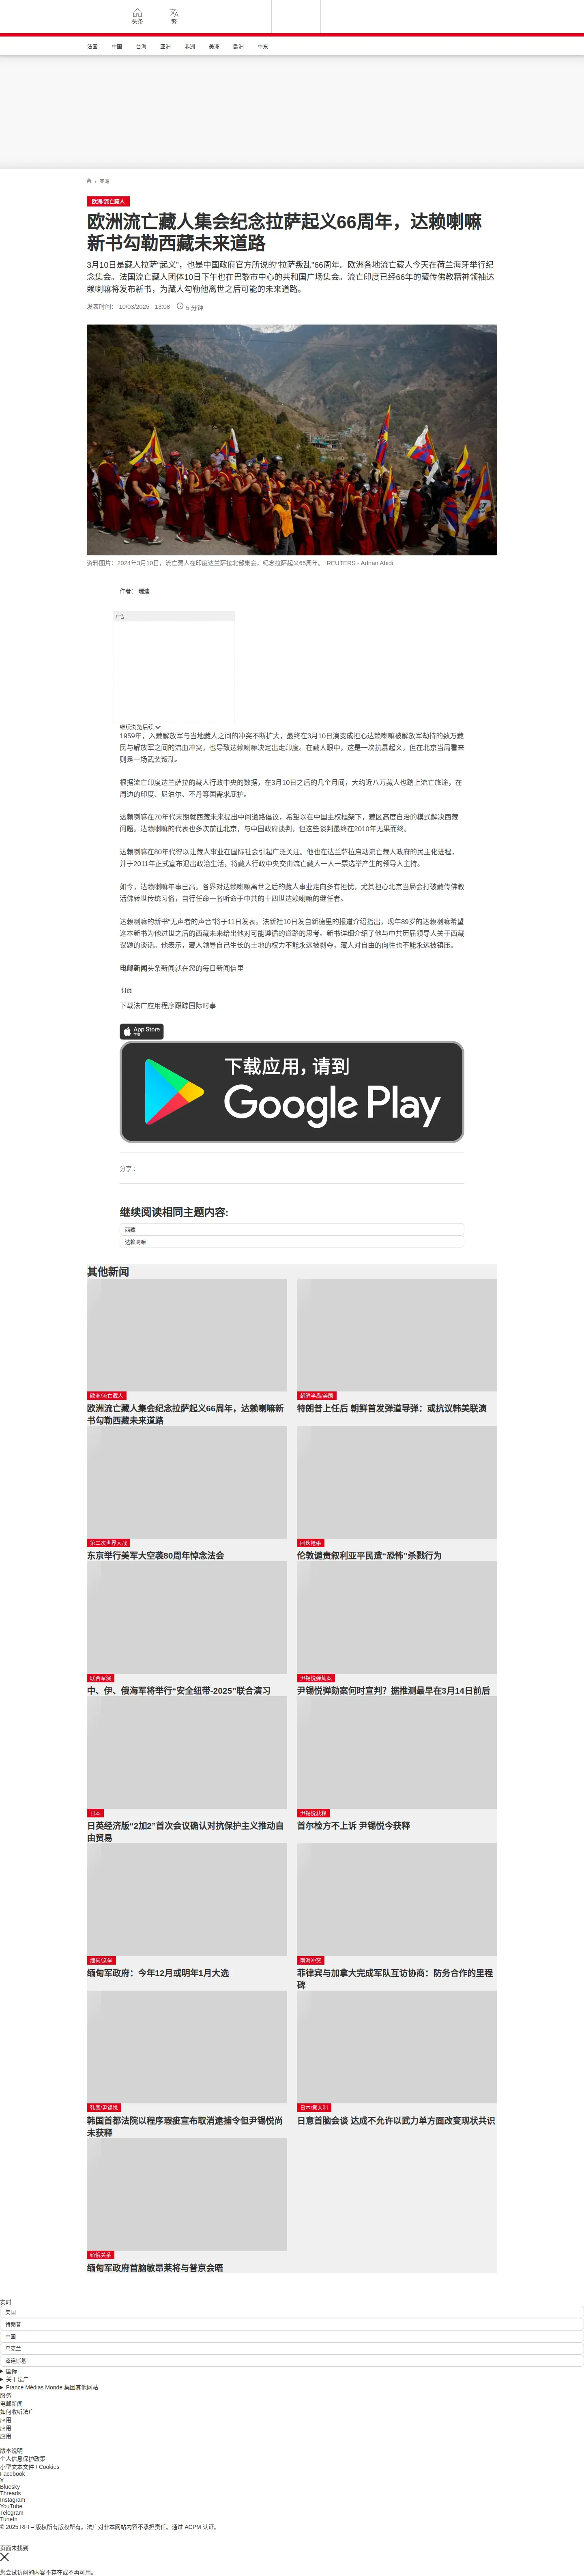 头条
繁
法国
中国
台海
亚洲
非洲
美洲
欧洲
中东
/ 亚洲
欧洲/流亡藏人
欧洲流亡藏人集会纪念拉萨起义66周年，达赖喇嘛
新书勾勒西藏未来道路
3月10日是藏人拉萨“起义”，也是中国政府官方所说的“拉萨叛乱”66周年。欧洲各地流亡藏人今天在荷兰海牙举行纪
念集会。法国流亡藏人团体10日下午也在巴黎市中心的共和国广场集会。流亡印度已经66年的藏传佛教精神领袖达
赖喇嘛将发布新书，为藏人勾勒他离世之后可能的未来道路。
发表时间： 10/03/2025 - 13:08 5 分钟
资料图片：2024年3月10日，流亡藏人在印度达兰萨拉北部集会，纪念拉萨起义65周年。 REUTERS - Adnan Abidi
作者： 瑞迪
广告
继续浏览后续
1959年，入藏解放军与当地藏人之间的冲突不断扩大，最终在3月10日演变成担心达赖喇嘛被解放军劫持的数万藏
民与解放军之间的流血冲突，也导致达赖喇嘛决定出走印度。在藏人眼中，这是一次抗暴起义，但在北京当局看来
则是一场武装叛乱。
根据流亡印度达兰萨拉的藏人行政中央的数据，在3月10日之后的几个月间，大约近八万藏人也踏上流亡旅途，在
周边的印度、尼泊尔、不丹等国需求庇护。
达赖喇嘛在70年代末期就西藏未来提出中间道路倡议，希望以在中国主权框架下，藏区高度自治的模式解决西藏
问题。达赖喇嘛的代表也多次前往北京，与中国政府谈判，但这些谈判最终在2010年无果而终。
达赖喇嘛在80年代得以让藏人事业在国际社会引起广泛关注。他也在达兰萨拉启动流亡藏人政府的民主化进程，
并于2011年正式宣布退出政治生活，将藏人行政中央交由流亡藏人一人一票选举产生的领导人主持。
如今，达赖喇嘛年事已高。各界对达赖喇嘛离世之后的藏人事业走向多有担忧，尤其担心北京当局会打破藏传佛教
活佛转世传统习俗，自行任命一名听命于中共的十四世达赖喇嘛的继任者。
达赖喇嘛的新书“无声者的声音”将于11日发表。法新社10日发自新德里的报道介绍指出，现年89岁的达赖喇嘛希望
这本新书为他过世之后的西藏未来给出他对可能遵循的道路的思考。新书详细介绍了他与中共历届领导人关于西藏
议题的谈话。他表示，藏人领导自己生长的土地的权力不能永远被剥夺，藏人对自由的向往也不能永远被镇压。
电邮新闻头条新闻就在您的每日新闻信里
订阅
下载法广应用程序跟踪国际时事
App Store
下载
下载应用，请到
Google Play
分享 :
继续阅读相同主题内容:
西藏
达赖喇嘛
其他新闻
欧洲/流亡藏人
欧洲流亡藏人集会纪念拉萨起义66周年，达赖喇嘛新
书勾勒西藏未来道路
朝鲜半岛/美国
特朗普上任后 朝鲜首发弹道导弹：或抗议韩美联演
第二次世界大战
东京举行美军大空袭80周年悼念法会
团伙枪杀
伦敦谴责叙利亚平民遭“恐怖”杀戮行为
联合军演
中、伊、俄海军将举行“安全纽带-2025”联合演习
尹锡悦弹劾案
尹锡悦弹劾案何时宣判？据推测最早在3月14日前后
日本
日英经济版“2加2”首次会议确认对抗保护主义推动自
由贸易
尹锡悦获释
首尔检方不上诉 尹锡悦今获释
缅甸/选举
缅甸军政府：今年12月或明年1月大选
南海冲突
菲律宾与加拿大完成军队互访协商：防务合作的里程
碑
韩国/尹锡悦
韩国首都法院以程序瑕疵宣布取消逮捕令但尹锡悦尚
未获释
日本/意大利
日意首脑会谈 达成不允许以武力单方面改变现状共识
缅俄关系
缅甸军政府首脑敏昂莱将与普京会晤
实时
美国
特朗普
中国
乌克兰
泽连斯基
国际
关于法广
France Médias Monde 集团其他网站
服务
电邮新闻
如何收听法广
应用
应用
应用
版本说明
个人信息保护政策
小型文本文件 / Cookies
Facebook
X
Bluesky
Threads
Instagram
YouTube
Telegram
TuneIn
© 2025 RFI – 版权所有版权所有。法广对非本网站内容不承担责任。通过 ACPM 认证。
页面未找到
您尝试访问的内容不存在或不再可用。